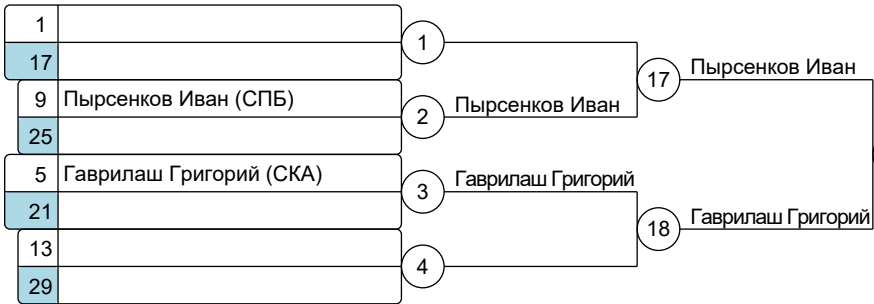 1
17
1
9 Пырсенков Иван (СПБ)
25
2
Пырсенков Иван
17
Пырсенков Иван
5 Гаврилаш Григорий (СКА)
21
3
Гаврилаш Григорий
13
29
4
18
Гаврилаш Григорий